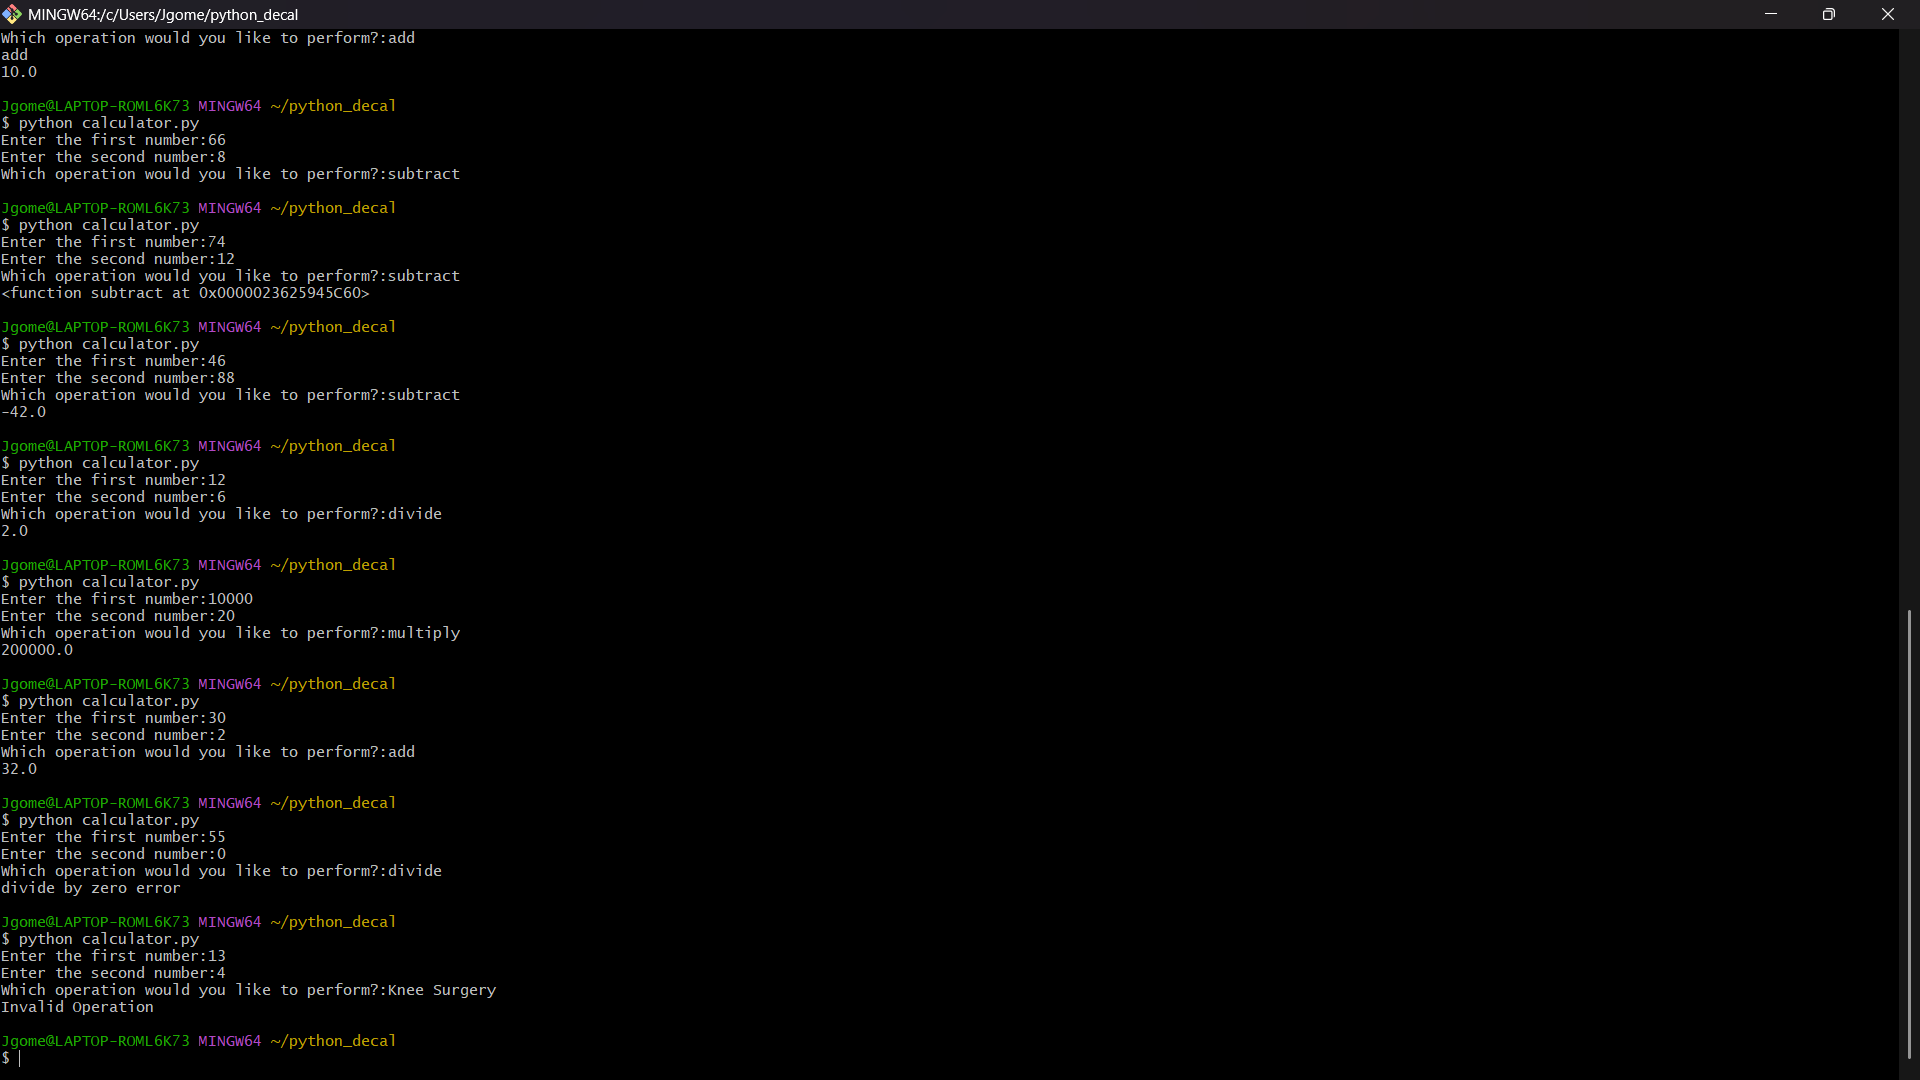 MINGW64:/c/Users/Jgome/python_decal
Which operation would you like to perform?:add
add
10.0
Jgome@LAPTOP-ROML6K73 MINGW64 ~/python_decal
$ python calculator.py
Enter the first number:66
Enter the second number:8
Which operation would you like to perform?:subtract
Jgome@LAPTOP-ROML6K73 MINGW64 ~/python_decal
$ python calculator.py
Enter the first number:74
Enter the second number:12
Which operation would you like to perform?:subtract
<function subtract at 0x0000023625945C60>
Jgome@LAPTOP-ROML6K73 MINGW64 ~/python_decal
$ python calculator.py
Enter the first number:46
Enter the second number:88
Which operation would you like to perform?:subtract
-42.0
Jgome@LAPTOP-ROML6K73 MINGW64 ~/python_decal
$ python calculator.py
Enter the first number:12
Enter the second number:6
Which operation would you like to perform?:divide
2.0
Jgome@LAPTOP-ROML6K73 MINGW64 ~/python_decal
$ python calculator.py
Enter the first number:10000
Enter the second number:20
Which operation would you like to perform?:multiply
200000.0
Jgome@LAPTOP-ROML6K73 MINGW64 ~/python_decal
$ python calculator.py
Enter the first number:30
Enter the second number:2
Which operation would you like to perform?:add
32.0
Jgome@LAPTOP-ROML6K73 MINGW64 ~/python_decal
$ python calculator.py
Enter the first number:55
Enter the second number:0
Which operation would you like to perform?:divide
divide by zero error
Jgome@LAPTOP-ROML6K73 MINGW64 ~/python_decal
$ python calculator.py
Enter the first number:13
Enter the second number:4
Which operation would you like to perform?:Knee Surgery
Invalid Operation
Jgome@LAPTOP-ROML6K73 MINGW64 ~/python_decal
$